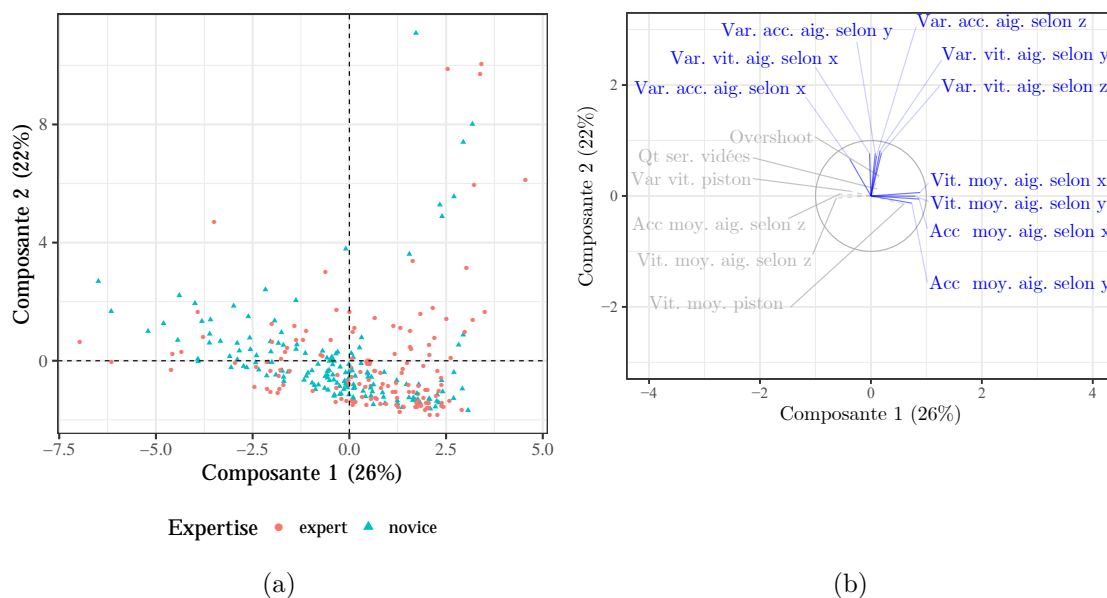 8
4
0
−7.5
−5.0
−2.5
0.0
2.5
5.0
Composante 2 (22%)
Composante 1 (26%)
Expertise expert novice
(a)
Var. acc. aig. selon z
Var. acc. aig. selon y
Var. vit. aig. selon x
Var. vit. aig. selon y
Var. acc. aig. selon x
Var. vit. aig. selon z
Overshoot
Qt ser. vidées
Var vit. piston
Vit. moy. aig. selon x
Vit. moy. aig. selon y
Acc moy. aig. selon z
Acc moy. aig. selon x
Vit. moy. aig. selon z
Acc moy. aig. selon y
Vit. moy. piston
2
0
−2
−4
−2
0
2
4
Composante 2 (22%)
Composante 1 (26%)
(b)